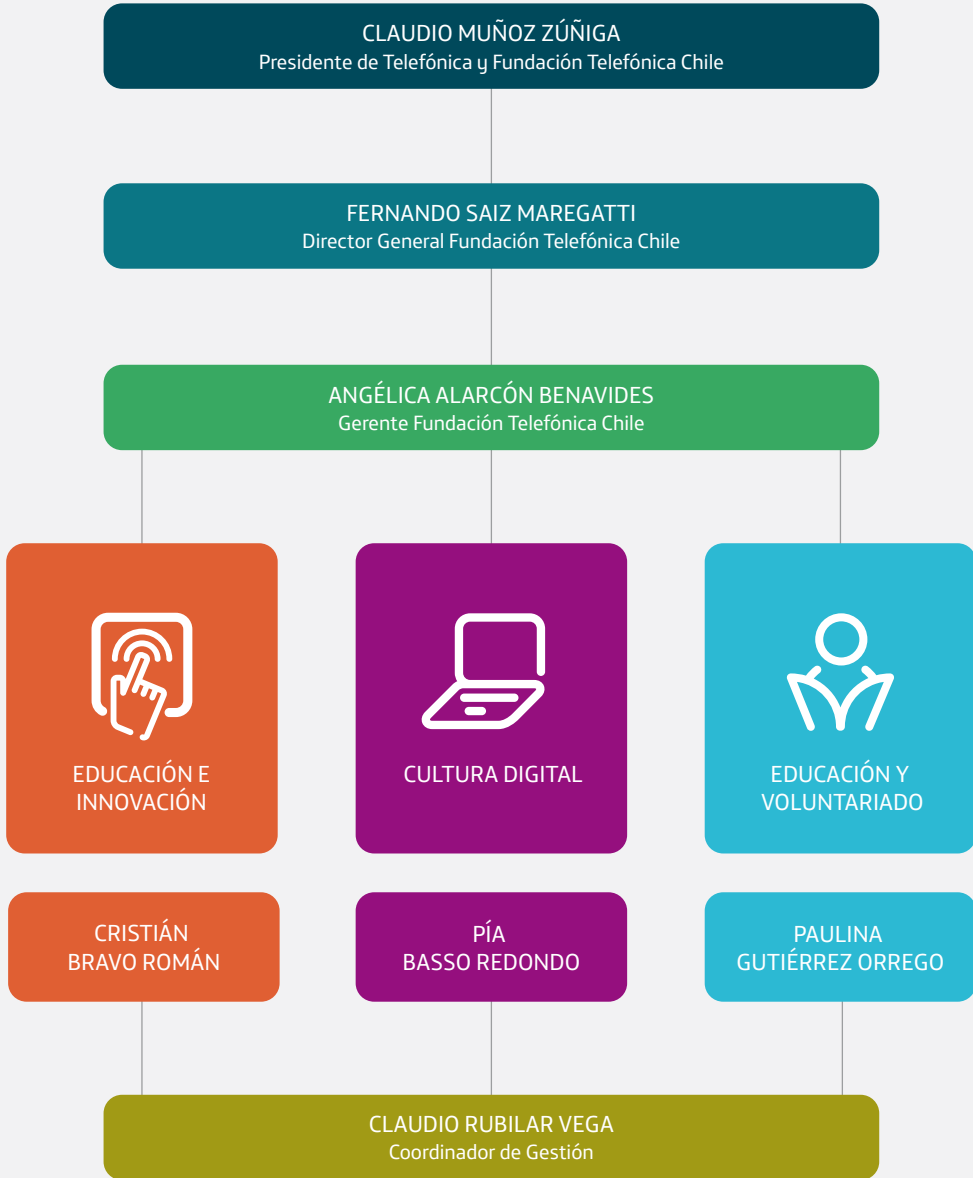 CLAUDIO MUÑOZ ZÚÑIGA
Presidente de Telefónica y Fundación Telefónica Chile
FERNANDO SAIZ MAREGATTI
Director General Fundación Telefónica Chile
ANGÉLICA ALARCÓN BENAVIDES
Gerente Fundación Telefónica Chile
EDUCACIÓN E
INNOVACIÓN
CULTURA DIGITAL
EDUCACIÓN Y
VOLUNTARIADO
CRISTIÁN
BRAVO ROMÁN
PÍA
BASSO REDONDO
PAULINA
GUTIÉRREZ ORREGO
CLAUDIO RUBILAR VEGA
Coordinador de Gestión